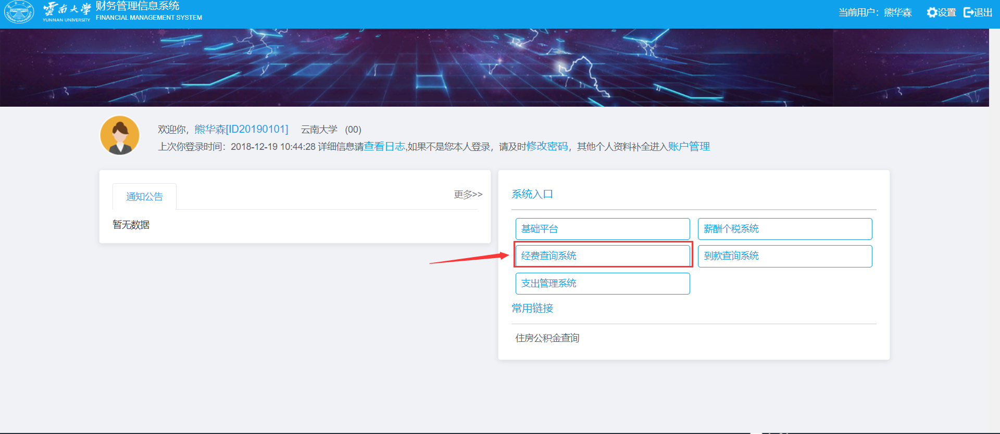 雲南大学
YUNNAN UNIVERSITY
财务管理信息系统
FINANCIAL MANAGEMENT SYSTEM
当前用户：熊华森
设置
退出
欢迎你，熊华森[ID20190101] 云南大学 (00)
上次你登录时间：2018-12-19 10:44:28 详细信息请查看日志,如果不是您本人登录，请及时修改密码，其他个人资料补全进入账户管理
通知公告
更多>>
暂无数据
系统入口
基础平台
薪酬个税系统
经费查询系统
到款查询系统
支出管理系统
常用链接
住房公积金查询